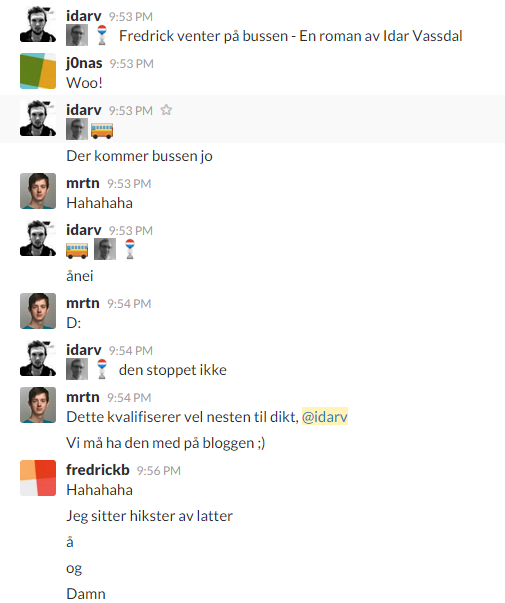 idarv 9:53 PM
Fredrick venter på bussen - En roman av Idar Vassdal
j0nas 9:53 PM
Woo!
idarv 9:53 PM
Der kommer bussen jo
mrtn 9:53 PM
Hahahaha
idarv 9:53 PM
ånei
mrtn 9:54 PM
D:
idarv 9:54 PM
den stoppet ikke
mrtn 9:54 PM
Dette kvalifiserer vel nesten til dikt, @idarv
Vi må ha den med på bloggen ;)
fredrickb 9:56 PM
Hahahaha
Jeg sitter hikster av latter
å
og
Damn